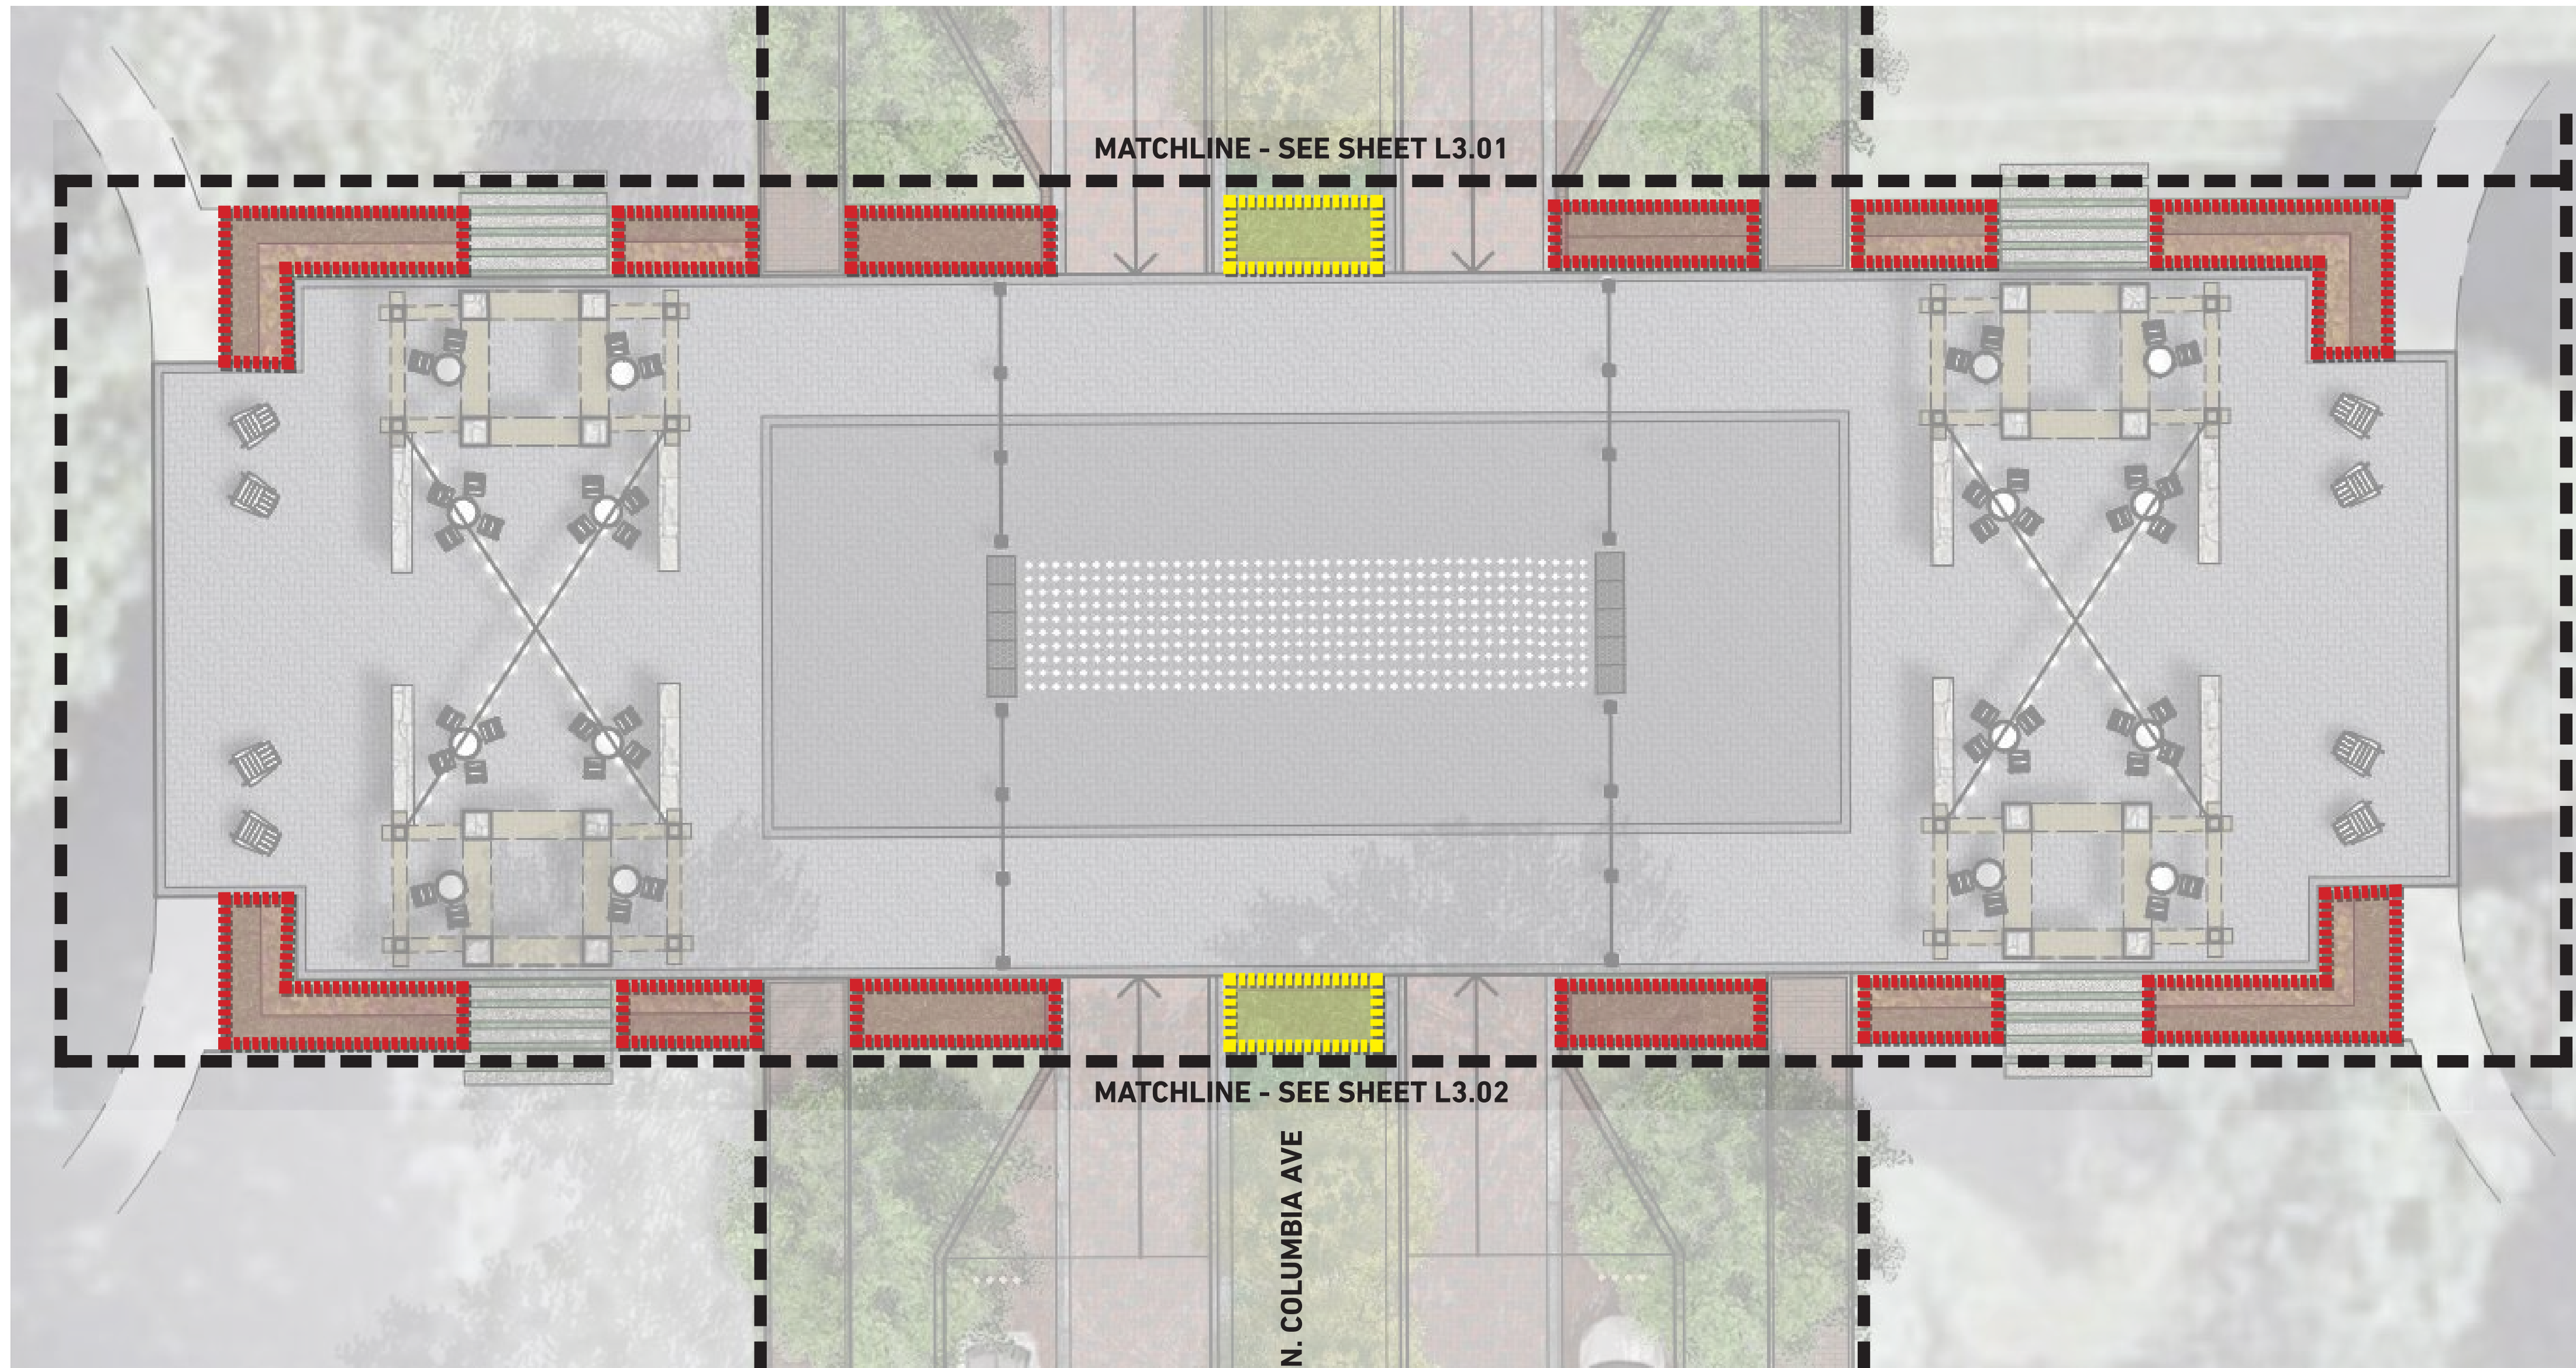 MATCHLINE - SEE SHEET L3.01
MATCHLINE - SEE SHEET L3.02
N. COLUMBIA AVE